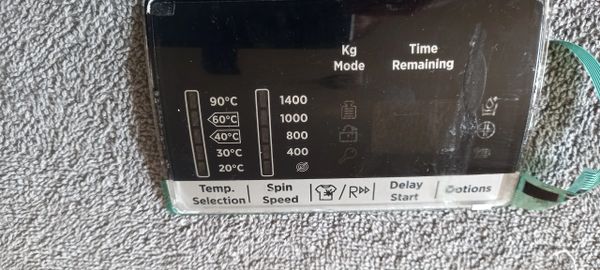 Kg
Mode
Time
Remaining
90°C
1400
60°C
1000
40°C
800
30°C
400
20°C
Temp.
Selection
Spin
Speed
/R
Delay
Start
Options